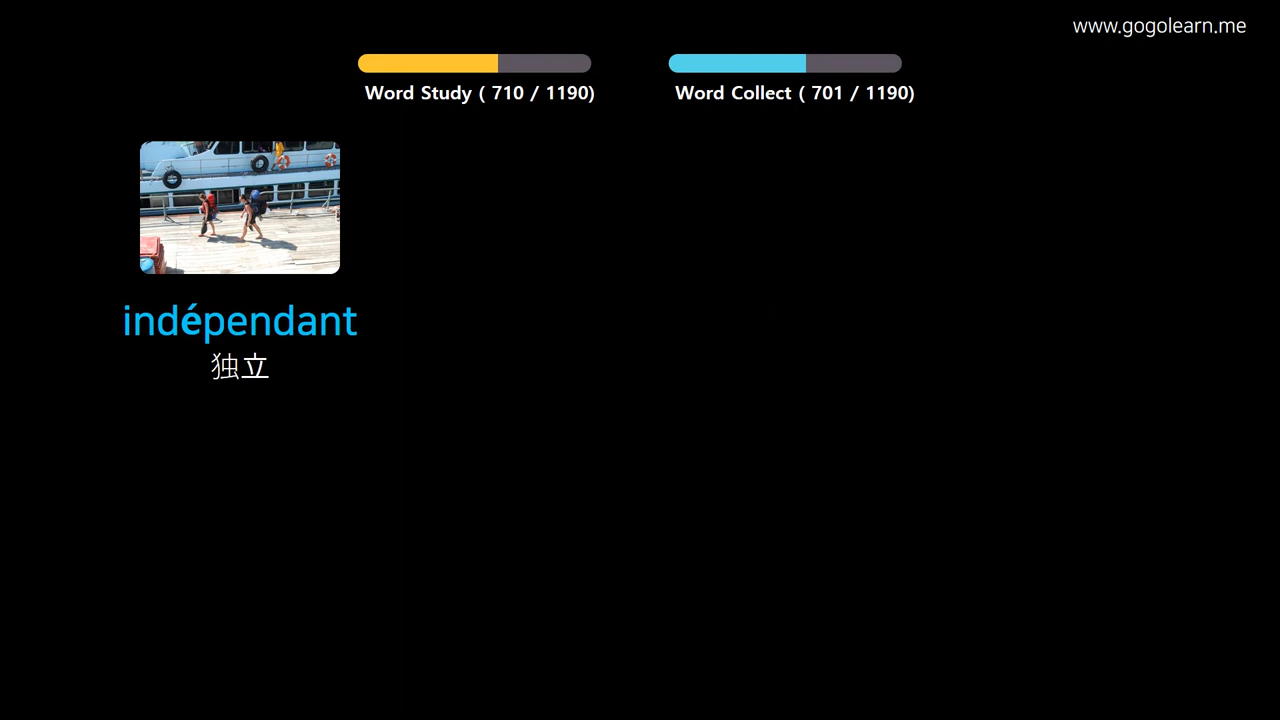 www.gogolearn.me
Word Study ( 710 / 1190)
Word Collect ( 701 / 1190)
indépendant
独立